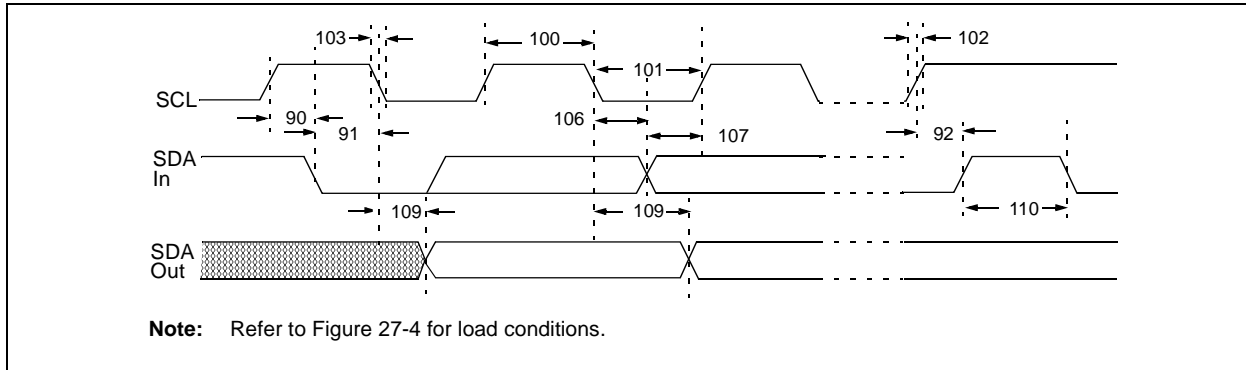 103
100
102
101
SCL
90
91
106
107
92
SDA
In
109
109
110
SDA
Out
Note: Refer to Figure 27-4 for load conditions.